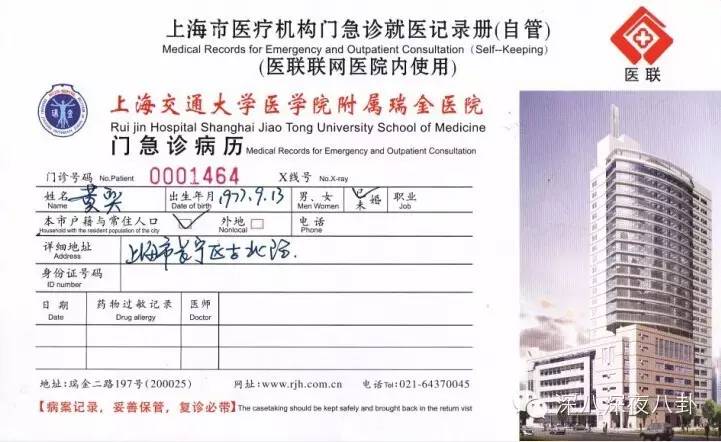 上海市医疗机构门急诊就医记录册(自管)
Medical Records for Emergency and Outpatient Consultation (Self--Keeping)
(医联联网医院内使用)
医联
瑞金
上海交通大学医学院附属瑞金医院
Rui jin Hospital Shanghai Jiao Tong University School of Medicine
门急诊病历 Medical Records for Emergency and Outpatient Consultation
门诊号码 No.Patient 0001464 X线号 No.X-ray
姓名 Name 黄奕 出生年月 Date of birth 1977.9.13 男、女 Men Women 已未婚 职业 Job
本市户籍与常住人口 Household with the resident population of the city 外地 Nonlocal 电话 Phone
详细地址 Address 上海市长宁区古北路.
身份证号码 ID number
日期 Date 药物过敏记录 Drug allergy 医师 Doctor
地址:瑞金二路197号(200025) 网址:www.rjh.com.cn 电话Tel:021-64370045
【病案记录，妥善保管，复诊必带】The casetaking should be kept safely and brought back in the return visit
深八深夜八卦